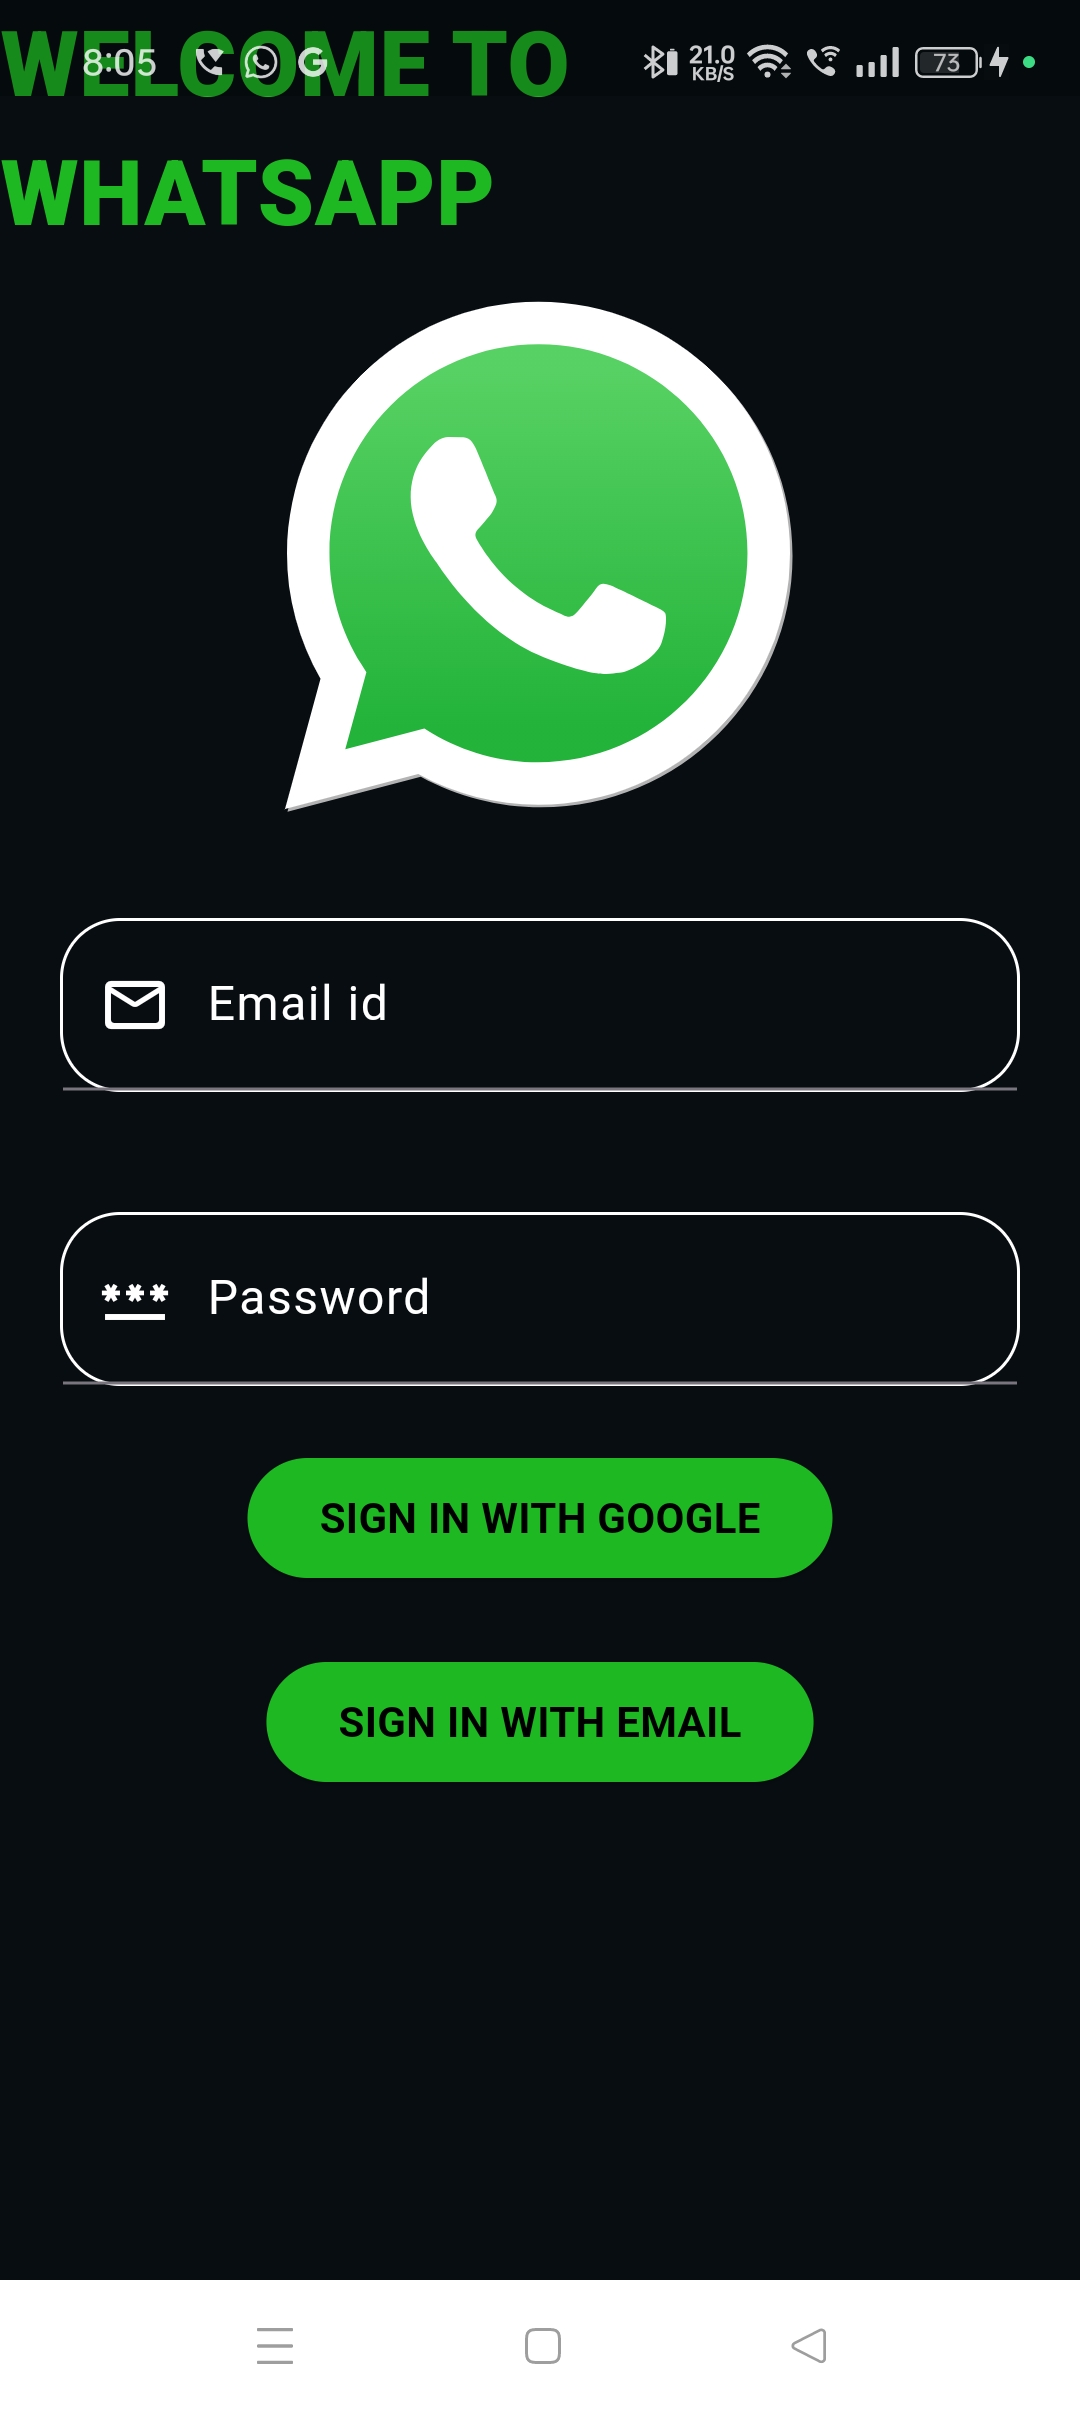 WELCOME TO
8:05
21.0
KB/S
73
WHATSAPP
Email id
Password
SIGN IN WITH GOOGLE
SIGN IN WITH EMAIL